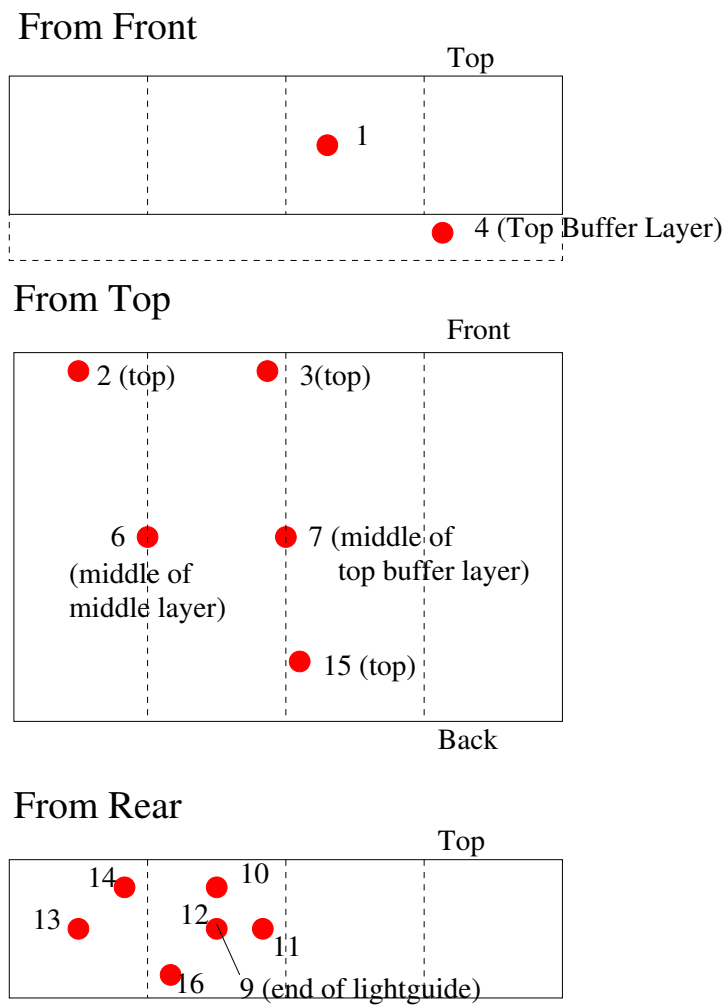 From Front
Top
1
4 (Top Buffer Layer)
From Top
Front
2 (top)
3(top)
6
7 (middle of
top buffer layer)
(middle of
middle layer)
15 (top)
Back
From Rear
Top
14
10
13
12
11
16
9 (end of lightguide)